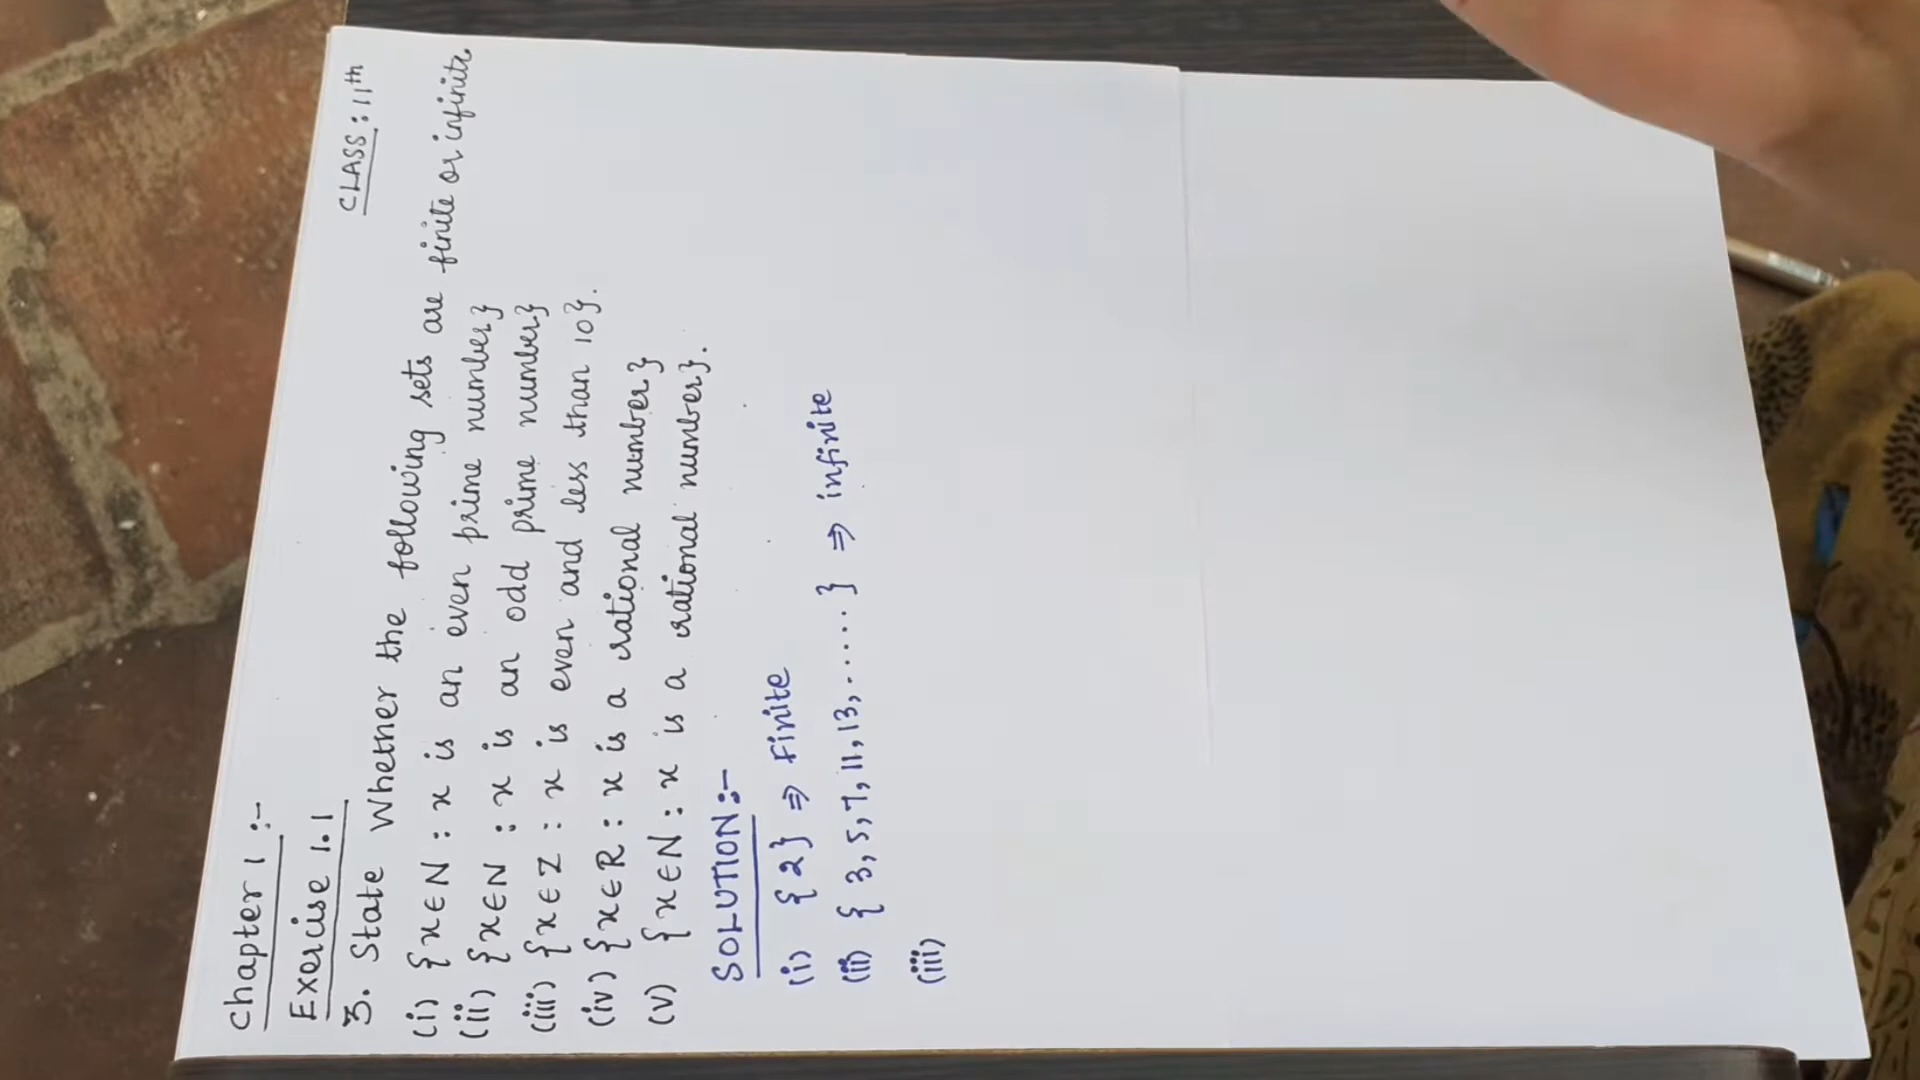 CLASS : 11th
Chapter 1 :-
Exercise 1.1
3. State Whether the following sets are finite or infinite
(i) {x∈N : x is an even prime number}
(ii) {x∈N : x is an odd prime number}
(iii) {x∈Z : x is even and less than 10}.
(iv) {x∈R : x is a rational number}
(v) {x∈N : x is a rational number}.
SOLUTION :-
(i) {2} ⇒ Finite
(ii) {3, 5, 7, 11, 13, ......} ⇒ infinite
(iii)